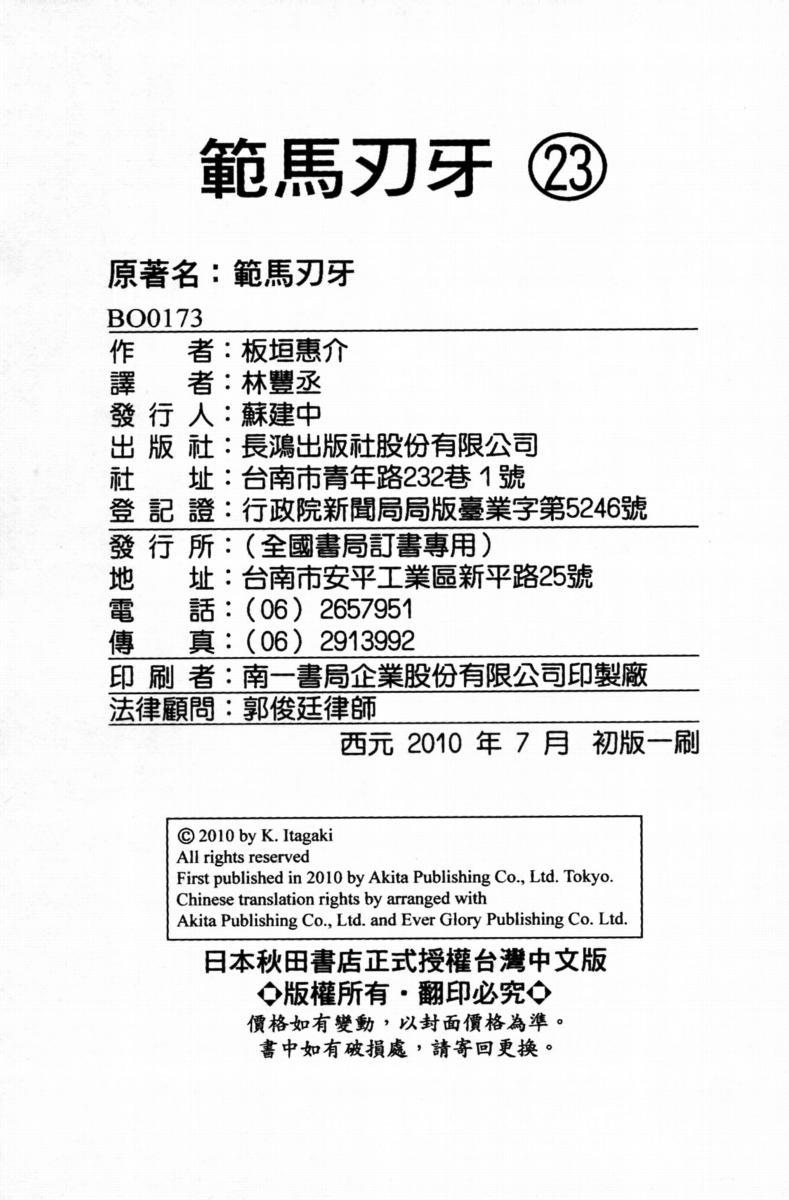 範馬刃牙 ㉓
原著名：範馬刃牙
BO0173
作者：板垣惠介
譯者：林豐丞
發行人：蘇建中
出版社：長鴻出版社股份有限公司
社址：台南市青年路232巷1號
登記證：行政院新聞局局版臺業字第5246號
發行所：（全國書局訂書專用）
地址：台南市安平工業區新平路25號
電話：（06）2657951
傳真：（06）2913992
印刷者：南一書局企業股份有限公司印製廠
法律顧問：郭俊廷律師
西元 2010 年 7 月 初版一刷
© 2010 by K. Itagaki
All rights reserved
First published in 2010 by Akita Publishing Co., Ltd. Tokyo.
Chinese translation rights by arranged with
Akita Publishing Co., Ltd. and Ever Glory Publishing Co. Ltd.
日本秋田書店正式授權台灣中文版
◇版權所有・翻印必究◇
價格如有變動，以封面價格為準。
書中如有破損處，請寄回更換。